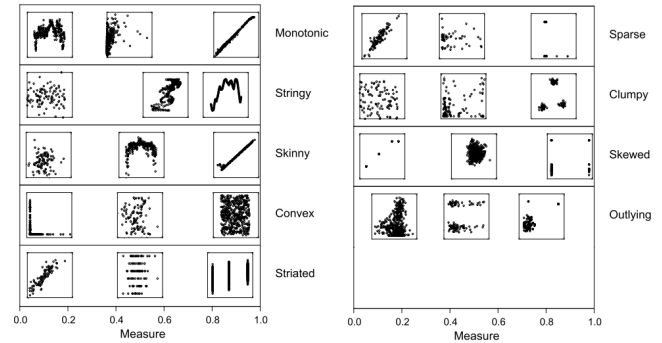 Monotonic
Stringy
Skinny
Convex
Striated
0.0 0.2 0.4 0.6 0.8 1.0
Measure
Sparse
Clumpy
Skewed
Outlying
0.0 0.2 0.4 0.6 0.8 1.0
Measure